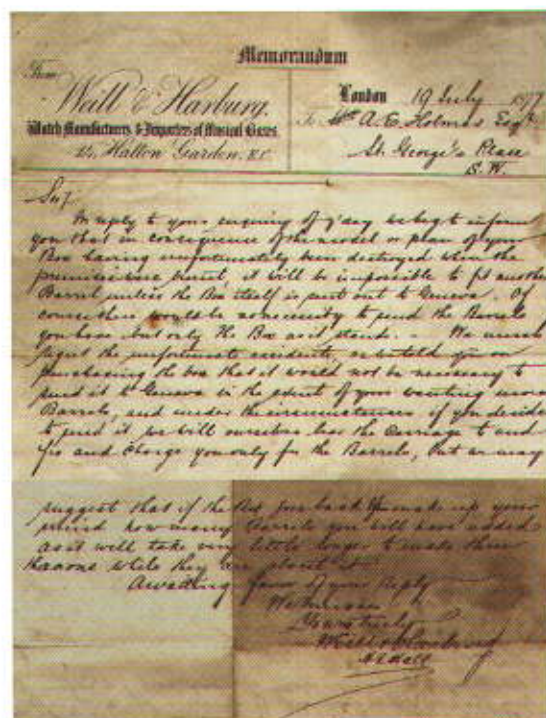 Memorandum
From
Weill & Harburg,
Watch Manufacturers & Importers of Musical Boxes.
14, Hatton Garden, E.C.
London 19 July 1877
To A. E. Holmes Esqre
St. George's Place
S. W.
Sir/
In reply to your enquiry of y'day we beg to inform
you that in consequence of the model or plan of your
Box having unfortunately been destroyed when the
premises were burnt, it will be impossible to fit another
Barrel unless the Box itself is sent out to Geneva. Of
course there would be no necessity to send the Barrels
you have, but only the Box as it stands. We much
regret the unfortunate accident, as we told you on
purchasing the box that it would not be necessary to
send it to Geneva in the event of your wanting more
Barrels, and under the circumstances if you decide
to send it, we will ourselves bear the carriage to and
fro and charge you only for the Barrels, but we may
suggest that if the Box goes back you make up your
mind how many Barrels you will have added
as it will take very little longer to make three
than one while they are about it.
Awaiting favor of your reply
We remain
Yours truly
Weill & Harburg